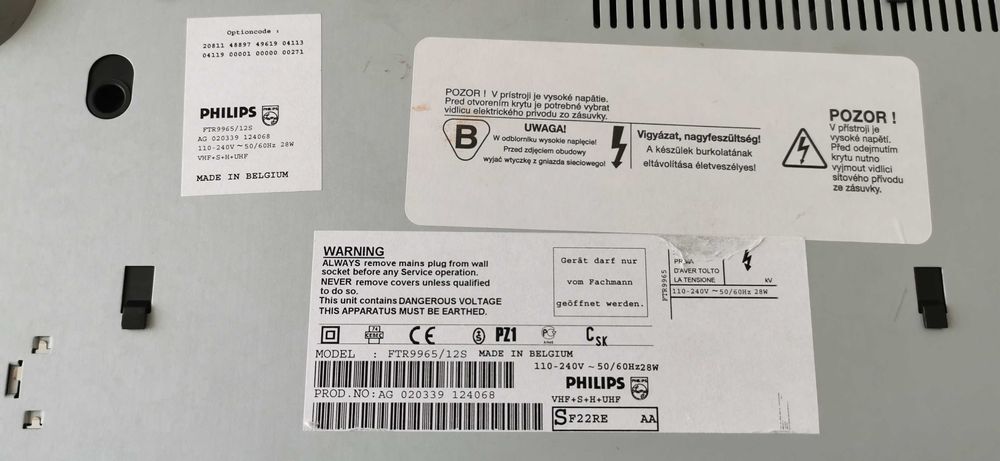 Optioncode :
20811 48897 49619 04113
04119 00001 00000 00271
PHILIPS
PHILIPS
FTR9965/12S
AG 020339 124068
110-240V ~ 50/60Hz 28W
VHF+S+H+UHF
MADE IN BELGIUM
POZOR ! V prístroji je vysoké napätie.
Pred otvorením krytu je potrebné vybrat
vidlicu elektrického privodu zo zásuvky.
B
UWAGA!
W odbiorniku wysokie napięcie!
Przed zdjęciem obudowy
wyjać wtyczkę z gniazda sieciowego!
Vigyázat, nagyfeszültség!
A készülek burkolatának
eltávolítása életveszélyes!
POZOR !
V přístroji je
vysoké napětí.
Před odejmutím
krytu nutno
vyjmout vidlici
síťového přívodu
ze zásuvky.
WARNING
ALWAYS remove mains plug from wall
socket before any Service operation.
NEVER remove covers unless qualified
to do so.
This unit contains DANGEROUS VOLTAGE
THIS APPARATUS MUST BE EARTHED.
Gerät darf nur
vom Fachmann
geöffnet werden.
FTR9965
D'AVER TOLTO
LA TENSIONE
kV
110-240V ~ 50/60Hz 28W
CE
S
PZ1
CSK
MODEL : FTR9965/12S MADE IN BELGIUM
110-240V ~ 50/60Hz28W
PHILIPS
PROD.NO: AG 020339 124068
VHF+S+H+UHF
SF22RE AA